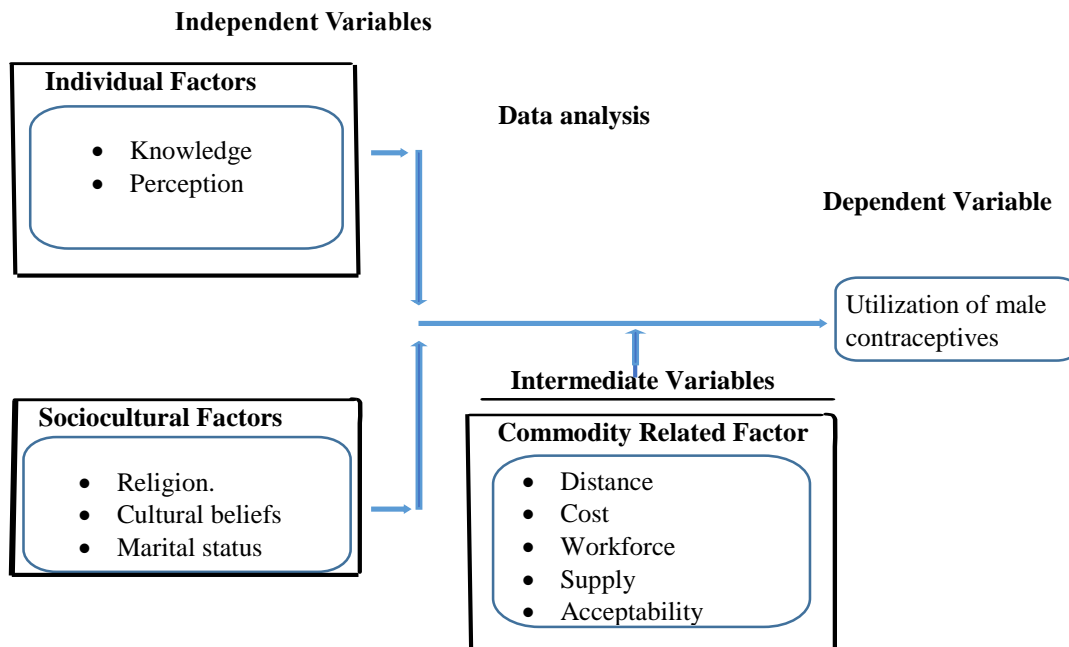 Independent Variables
Individual Factors
• Knowledge
• Perception
Data analysis
Dependent Variable
Utilization of male
contraceptives
Sociocultural Factors
• Religion.
• Cultural beliefs
• Marital status
Intermediate Variables
Commodity Related Factor
• Distance
• Cost
• Workforce
• Supply
• Acceptability